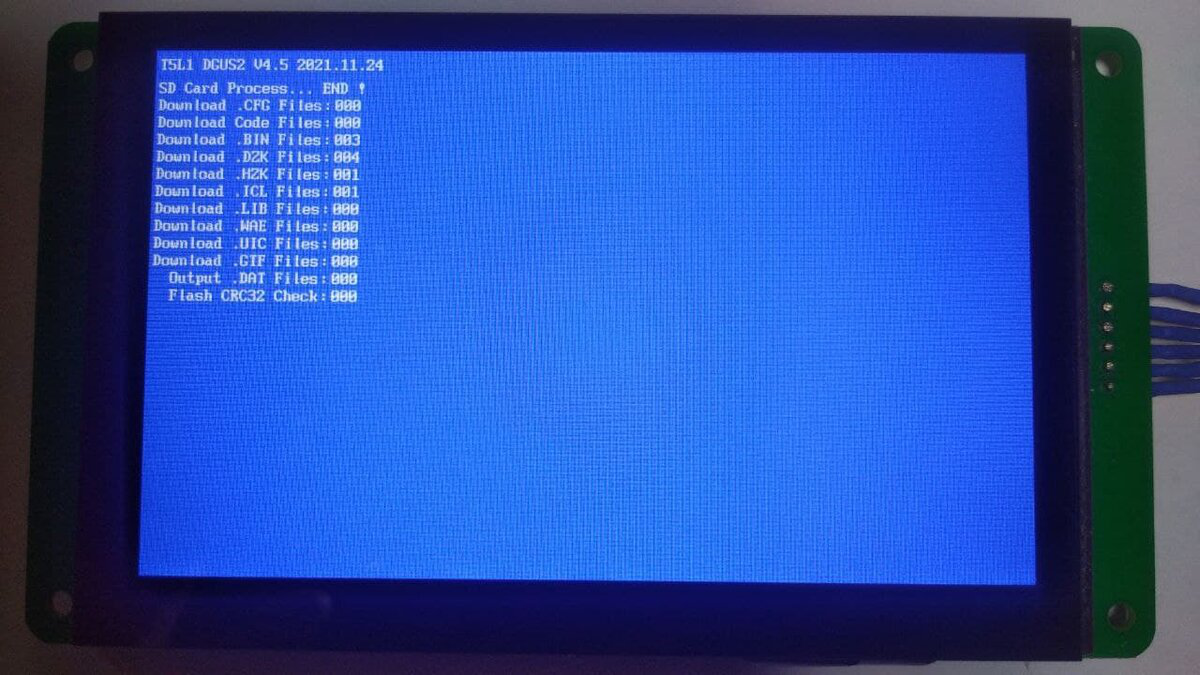 T5L1 DGUS2 V4.5 2021.11.24
SD Card Process... END !
Download .CFG Files:000
Download Code Files:000
Download .BIN Files:003
Download .DZK Files:004
Download .HZK Files:001
Download .ICL Files:001
Download .LIB Files:000
Download .WAE Files:000
Download .UIC Files:000
Download .GIF Files:000
Output .DAT Files:000
Flash CRC32 Check:000